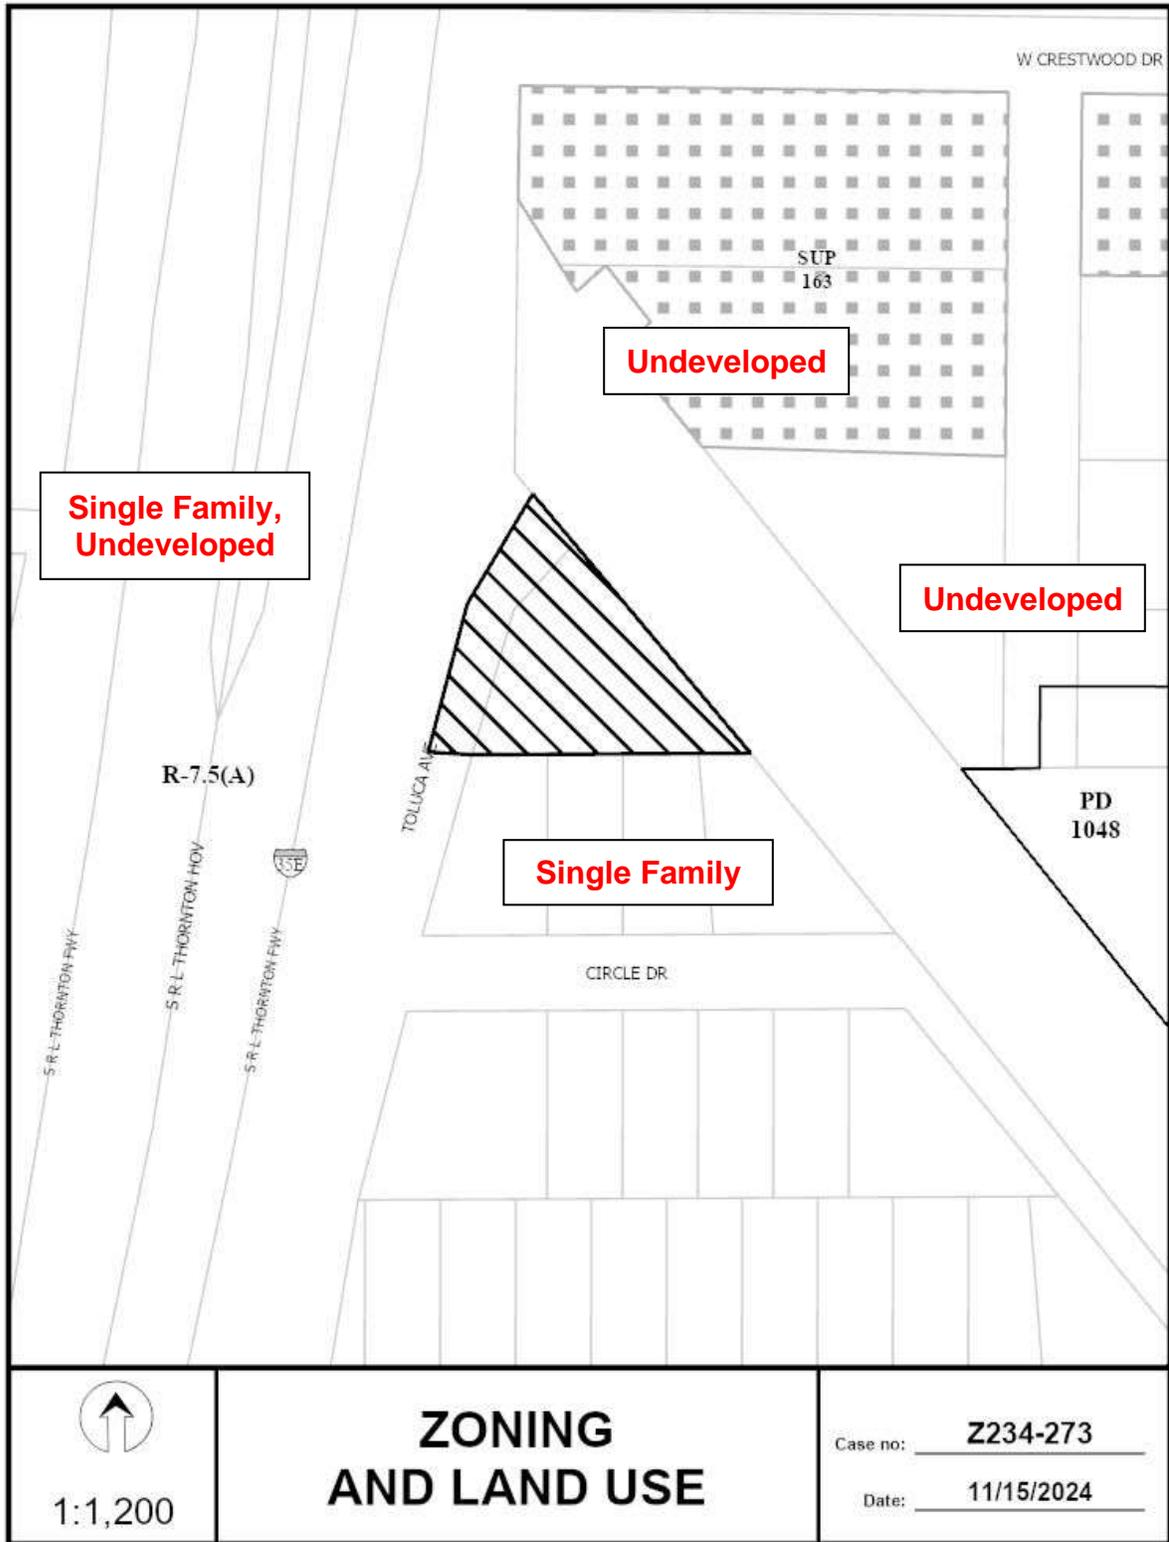 W CRESTWOOD DR
SUP
163
Undeveloped
Single Family,
Undeveloped
Undeveloped
R-7.5(A)
TOLUCA AVE
PD
1048
35E
Single Family
S R L THORNTON HOV
S R L THORNTON FWY
S R L THORNTON FWY
CIRCLE DR
1:1,200
ZONING
AND LAND USE
Case no: Z234-273
Date: 11/15/2024